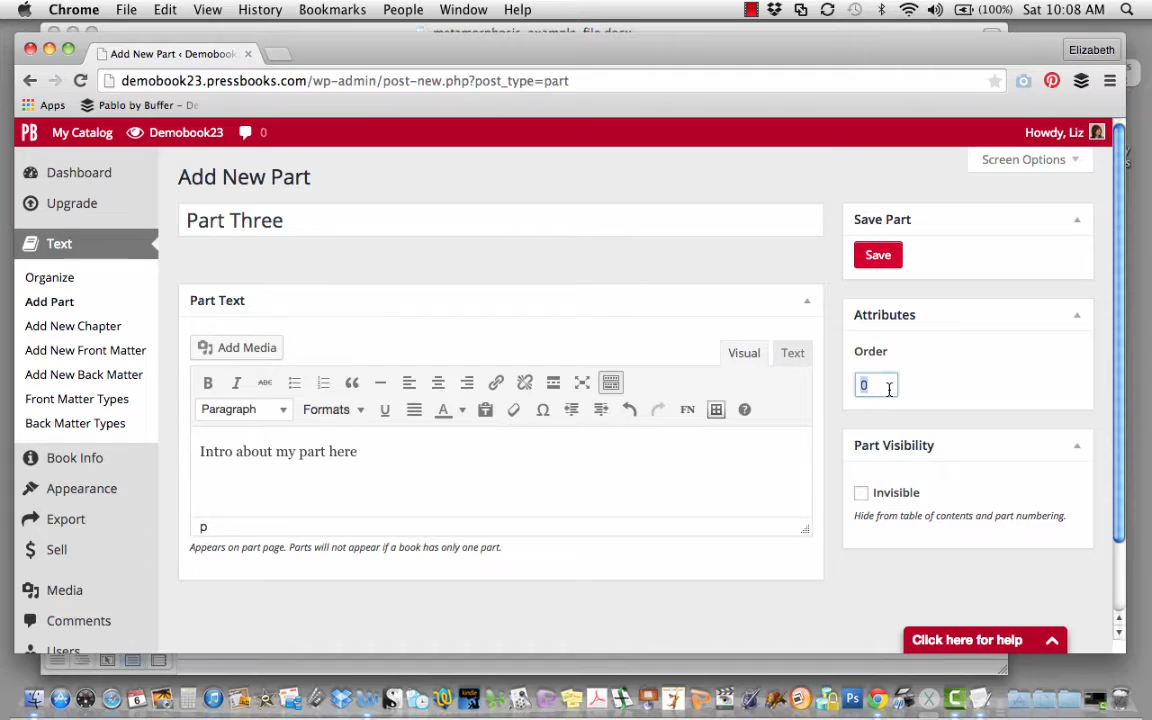 Chrome File Edit View History Bookmarks People Window Help (100%) Sat 10:08 AM
Add New Part ‹ Demobook Elizabeth
demobook23.pressbooks.com/wp-admin/post-new.php?post_type=part
Apps Pablo by Buffer – De
PB My Catalog Demobook23 0 Howdy, Liz
Screen Options
Dashboard
Upgrade
Text
Organize
Add Part
Add New Chapter
Add New Front Matter
Add New Back Matter
Front Matter Types
Back Matter Types
Book Info
Appearance
Export
Sell
Media
Comments
Users
Add New Part
Part Three
Part Text
Add Media
Visual Text
B I ABC
Paragraph Formats U A Ω FN
Intro about my part here
p
Appears on part page. Parts will not appear if a book has only one part.
Save Part
Save
Attributes
Order
0
Part Visibility
Invisible
Hide from table of contents and part numbering.
Click here for help